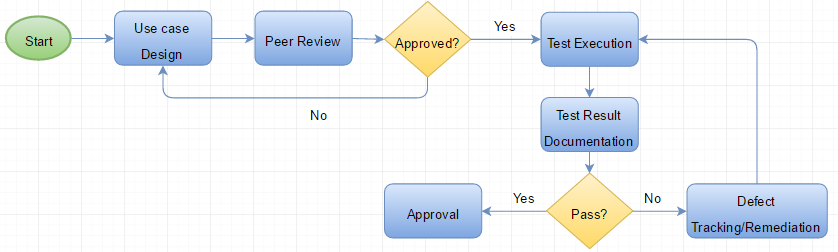 Start
Use case
Design
Peer Review
Approved?
Yes
Test Execution
No
Test Result
Documentation
Approval
Yes
Pass?
No
Defect
Tracking/Remediation